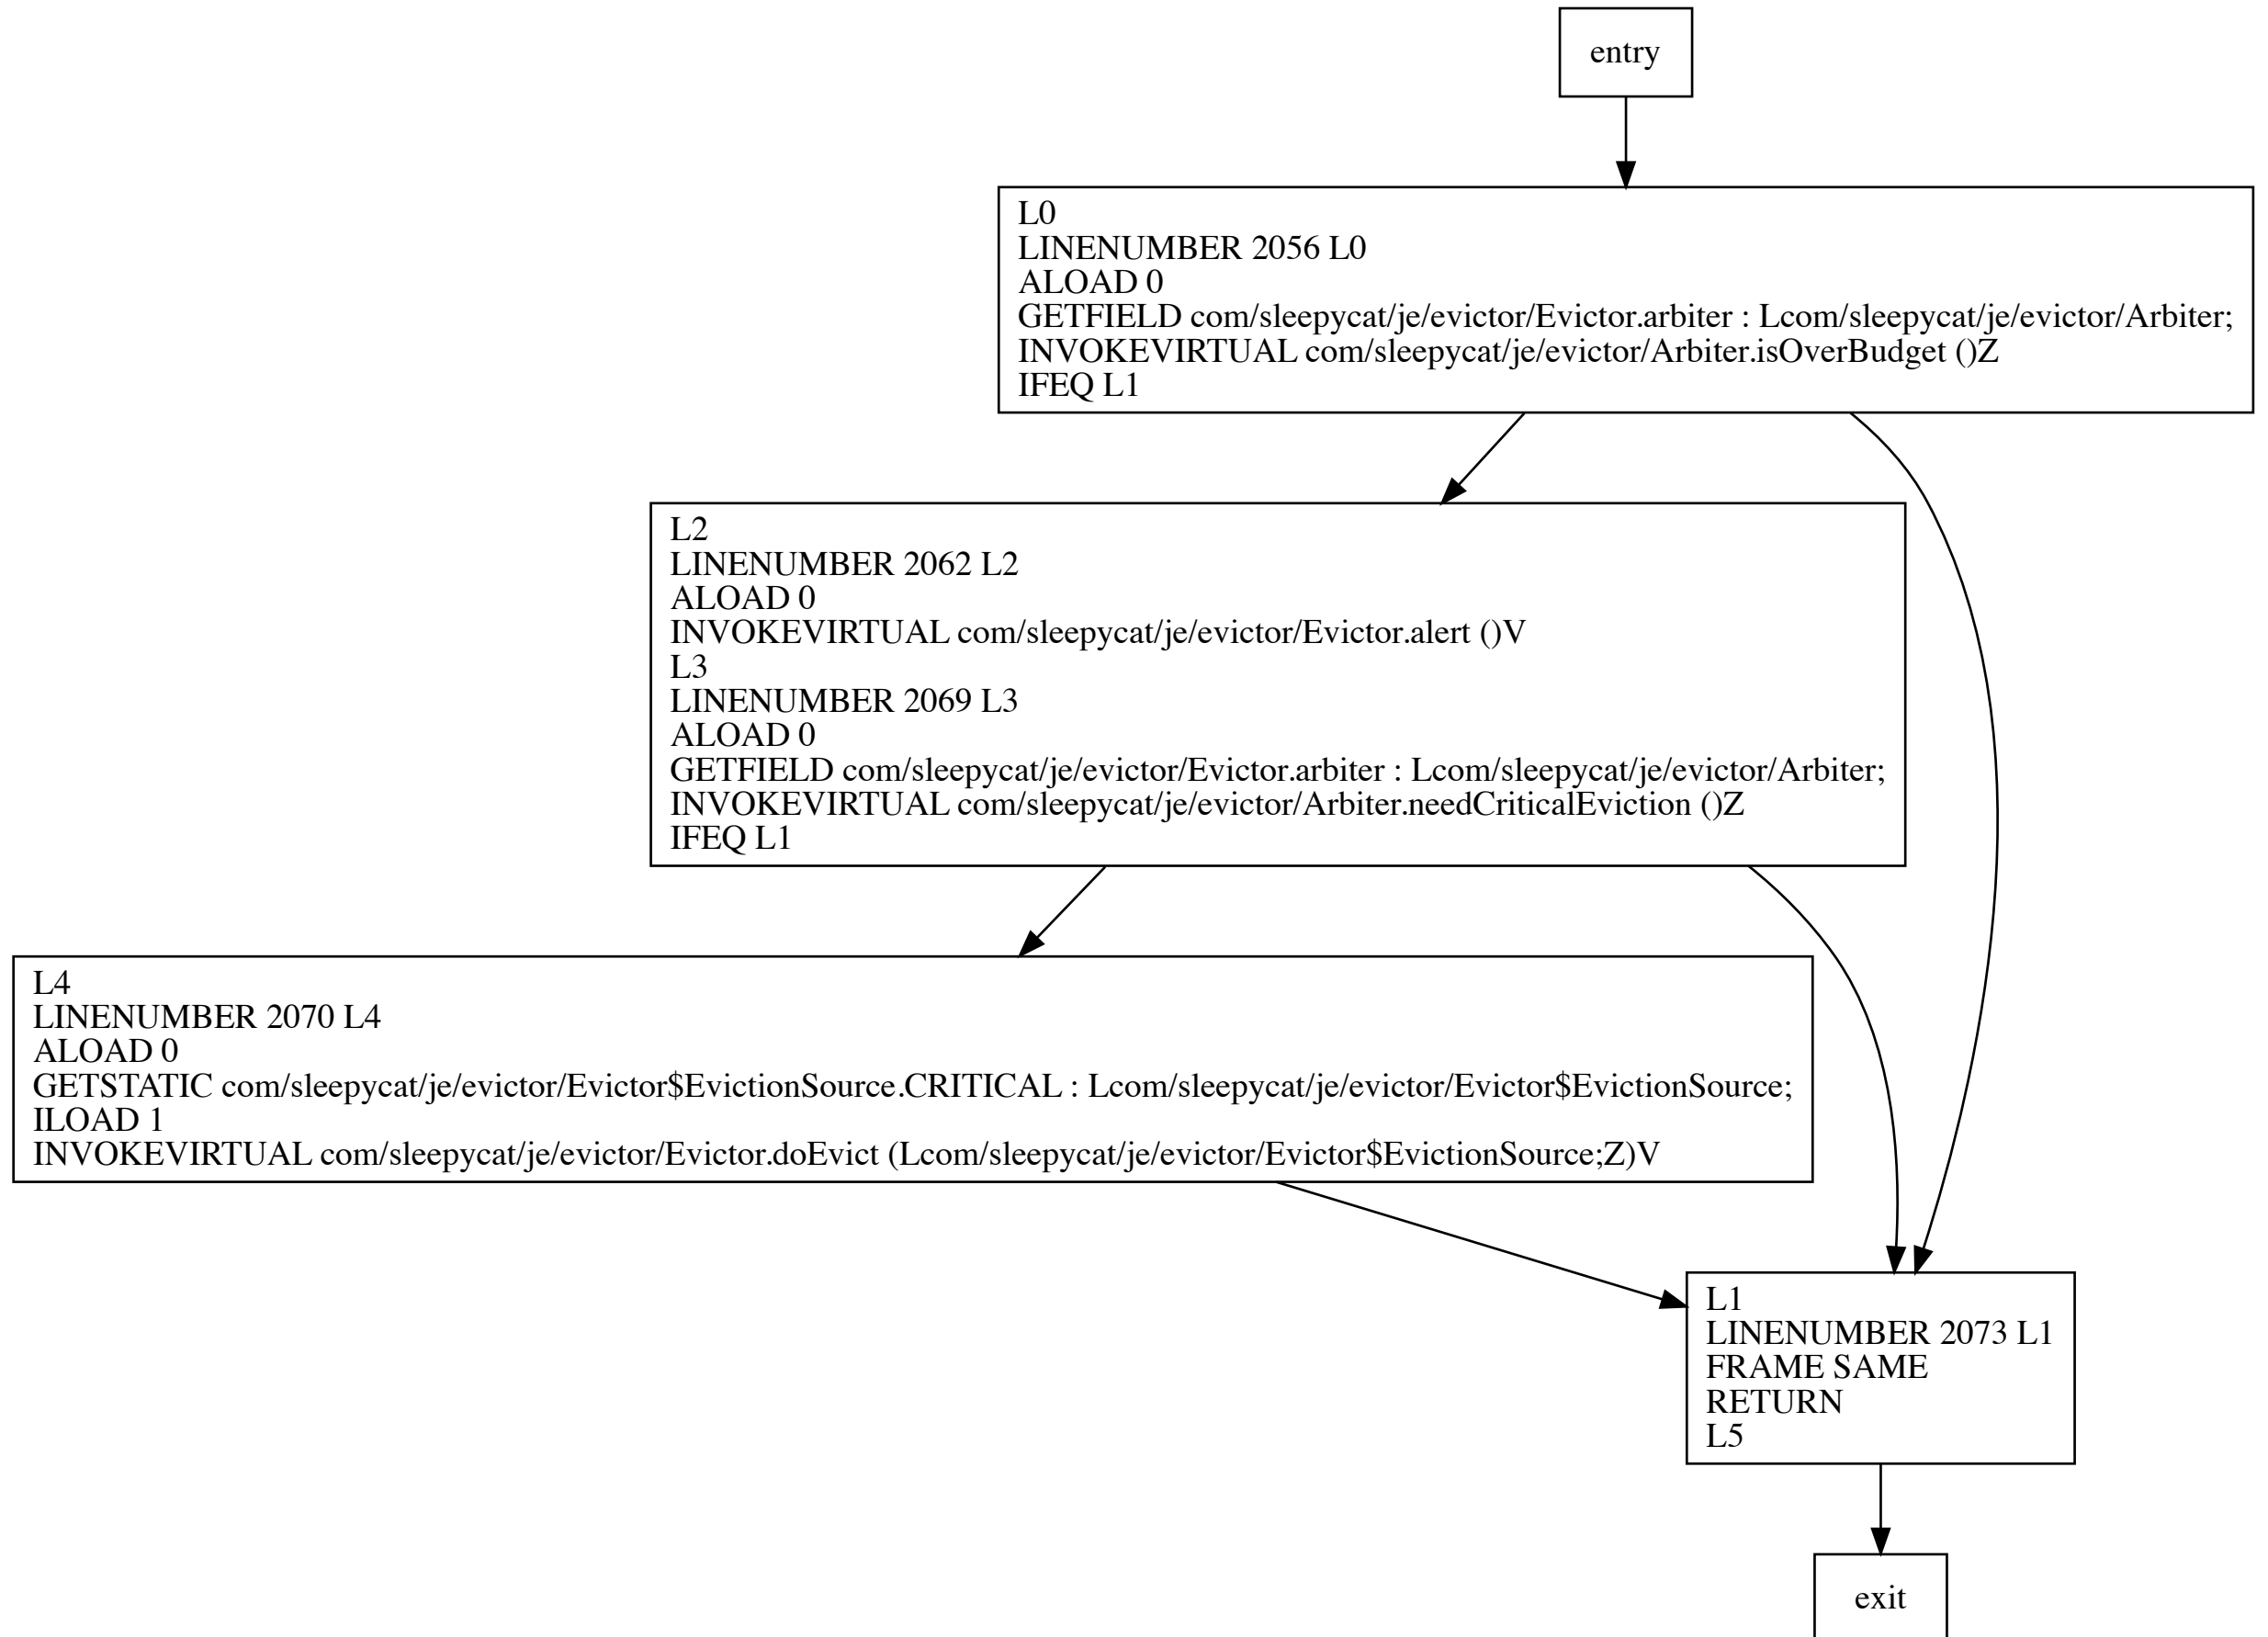 entry
L0
LINENUMBER 2056 L0
ALOAD 0
GETFIELD com/sleepycat/je/evictor/Evictor.arbiter : Lcom/sleepycat/je/evictor/Arbiter;
INVOKEVIRTUAL com/sleepycat/je/evictor/Arbiter.isOverBudget ()Z
IFEQ L1
L2
LINENUMBER 2062 L2
ALOAD 0
INVOKEVIRTUAL com/sleepycat/je/evictor/Evictor.alert ()V
L3
LINENUMBER 2069 L3
ALOAD 0
GETFIELD com/sleepycat/je/evictor/Evictor.arbiter : Lcom/sleepycat/je/evictor/Arbiter;
INVOKEVIRTUAL com/sleepycat/je/evictor/Arbiter.needCriticalEviction ()Z
IFEQ L1
L4
LINENUMBER 2070 L4
ALOAD 0
GETSTATIC com/sleepycat/je/evictor/Evictor$EvictionSource.CRITICAL : Lcom/sleepycat/je/evictor/Evictor$EvictionSource;
ILOAD 1
INVOKEVIRTUAL com/sleepycat/je/evictor/Evictor.doEvict (Lcom/sleepycat/je/evictor/Evictor$EvictionSource;Z)V
L1
LINENUMBER 2073 L1
FRAME SAME
RETURN
L5
exit